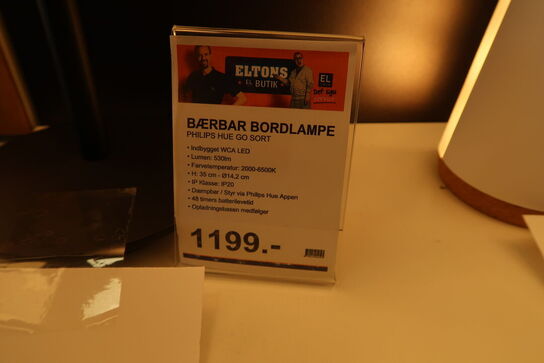 ELTONS
EL BUTIK
EL
BÆRBAR BORDLAMPE
PHILIPS HUE GO SORT
• Indbygget WCA LED
• Lumen: 530lm
• Farvetemperatur: 2000-6500K
• H: 35 cm - Ø14,2 cm
• IP Klasse: IP20
• Dæmpbar / Styr via Philips Hue Appen
• 48 timers batterilevetid
• Opladningsbasen medfølger
1199.-